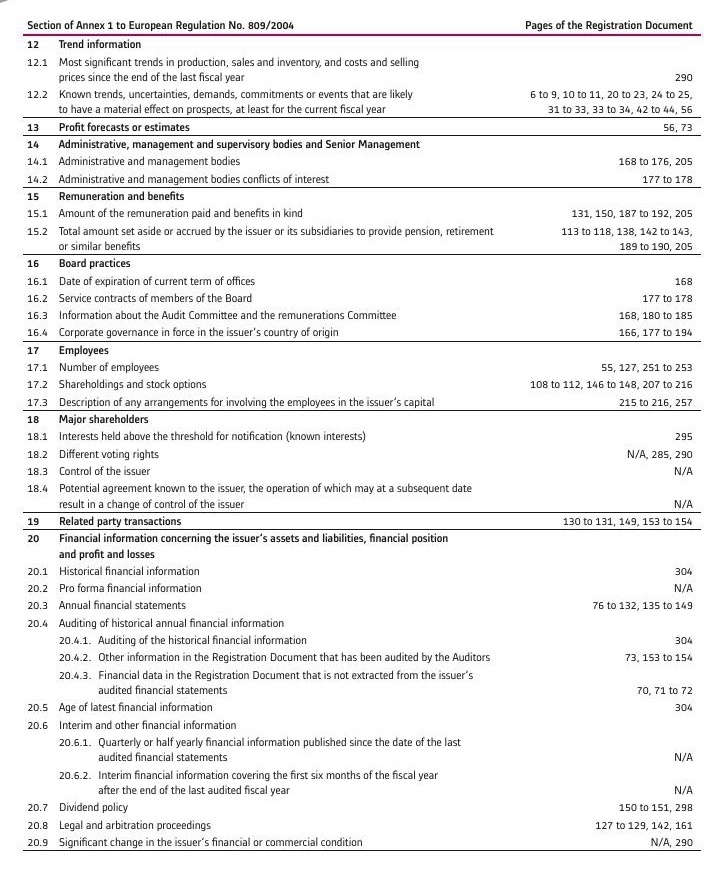 Section of Annex 1 to European Regulation No. 809/2004 Pages of the Registration Document
12 Trend information
12.1 Most significant trends in production, sales and inventory, and costs and selling
prices since the end of the last fiscal year 290
12.2 Known trends, uncertainties, demands, commitments or events that are likely 6 to 9, 10 to 11, 20 to 23, 24 to 25,
to have a material effect on prospects, at least for the current fiscal year 31 to 33, 33 to 34, 42 to 44, 56
13 Profit forecasts or estimates 56, 73
14 Administrative, management and supervisory bodies and Senior Management
14.1 Administrative and management bodies 168 to 176, 205
14.2 Administrative and management bodies conflicts of interest 177 to 178
15 Remuneration and benefits
15.1 Amount of the remuneration paid and benefits in kind 131, 150, 187 to 192, 205
15.2 Total amount set aside or accrued by the issuer or its subsidiaries to provide pension, retirement 113 to 118, 138, 142 to 143,
or similar benefits 189 to 190, 205
16 Board practices
16.1 Date of expiration of current term of offices 168
16.2 Service contracts of members of the Board 177 to 178
16.3 Information about the Audit Committee and the remunerations Committee 168, 180 to 185
16.4 Corporate governance in force in the issuer's country of origin 166, 177 to 194
17 Employees
17.1 Number of employees 55, 127, 251 to 253
17.2 Shareholdings and stock options 108 to 112, 146 to 148, 207 to 216
17.3 Description of any arrangements for involving the employees in the issuer's capital 215 to 216, 257
18 Major shareholders
18.1 Interests held above the threshold for notification (known interests) 295
18.2 Different voting rights N/A, 285, 290
18.3 Control of the issuer N/A
18.4 Potential agreement known to the issuer, the operation of which may at a subsequent date
result in a change of control of the issuer N/A
19 Related party transactions 130 to 131, 149, 153 to 154
20 Financial information concerning the issuer's assets and liabilities, financial position
and profit and losses
20.1 Historical financial information 304
20.2 Pro forma financial information N/A
20.3 Annual financial statements 76 to 132, 135 to 149
20.4 Auditing of historical annual financial information
20.4.1. Auditing of the historical financial information 304
20.4.2. Other information in the Registration Document that has been audited by the Auditors 73, 153 to 154
20.4.3. Financial data in the Registration Document that is not extracted from the issuer's
audited financial statements 70, 71 to 72
20.5 Age of latest financial information 304
20.6 Interim and other financial information
20.6.1. Quarterly or half yearly financial information published since the date of the last
audited financial statements N/A
20.6.2. Interim financial information covering the first six months of the fiscal year
after the end of the last audited fiscal year N/A
20.7 Dividend policy 150 to 151, 298
20.8 Legal and arbitration proceedings 127 to 129, 142, 161
20.9 Significant change in the issuer's financial or commercial condition N/A, 290